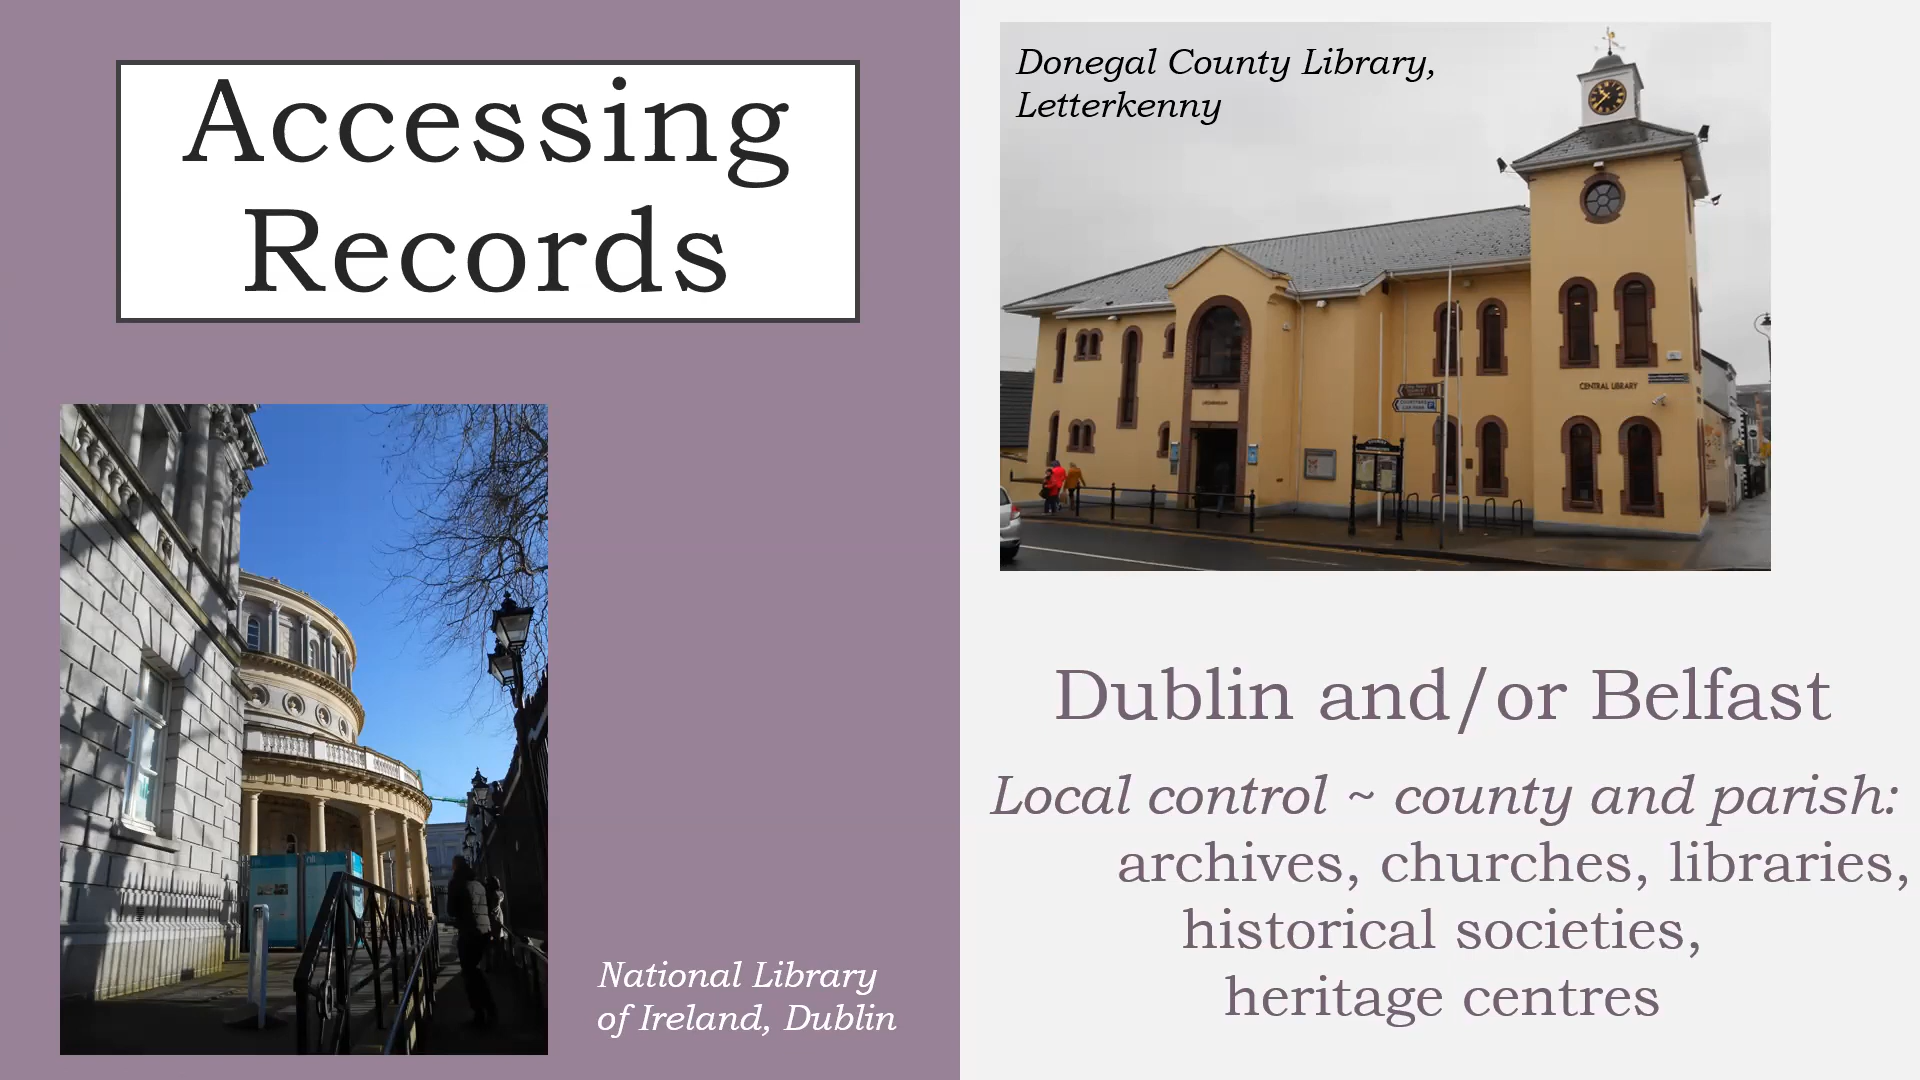 Accessing
Records
Donegal County Library,
Letterkenny
CENTRAL LIBRARY
National Library
of Ireland, Dublin
Dublin and/or Belfast
Local control ~ county and parish:
archives, churches, libraries,
historical societies,
heritage centres